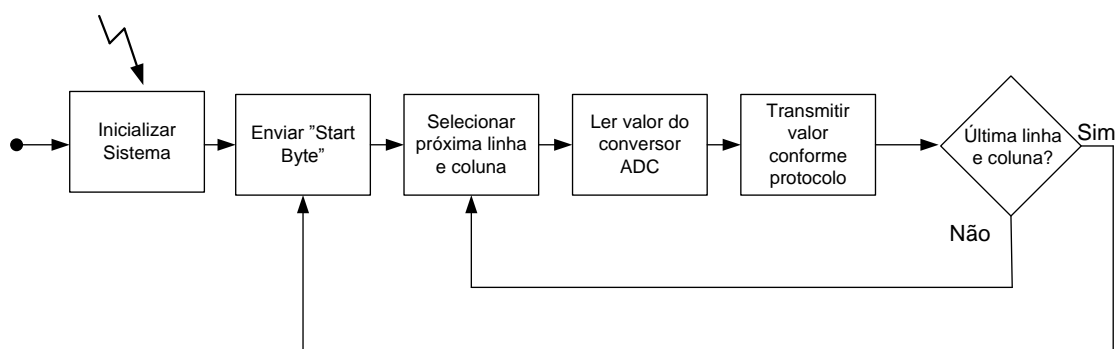 Inicializar
Sistema
Enviar ”Start
Byte”
Selecionar
próxima linha
e coluna
Ler valor do
conversor
ADC
Transmitir
valor
conforme
protocolo
Última linha
e coluna?
Sim
Não